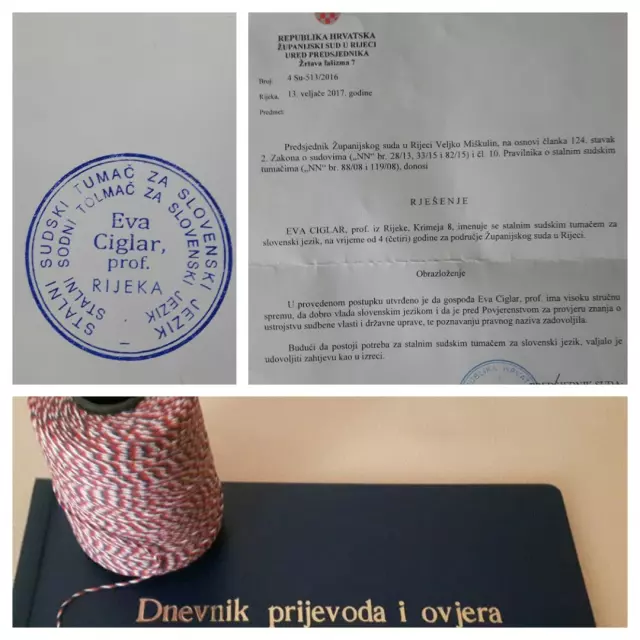 STALNI SUDSKI TUMAČ ZA SLOVENSKI JEZIK
STALNI SODNI TOLMAČ ZA SLOVENSKI JEZIK
Eva
Ciglar,
prof.
RIJEKA
REPUBLIKA HRVATSKA
ŽUPANIJSKI SUD U RIJECI
URED PREDSJEDNIKA
Žrtava fašizma 7
Broj: 4 Su-513/2016
Rijeka, 13. veljače 2017. godine
Predmet:
Predsjednik Županijskog suda u Rijeci Veljko Miškulin, na osnovi članka 124. stavak
2. Zakona o sudovima („NN" br. 28/13, 33/15 i 82/15) i čl. 10. Pravilnika o stalnim sudskim
tumačima („NN" br. 88/08 i 119/08), donosi
RJEŠENJE
EVA CIGLAR, prof. iz Rijeke, Krimeja 8, imenuje se stalnim sudskim tumačem za
slovenski jezik, na vrijeme od 4 (četiri) godine za područje Županijskog suda u Rijeci.
Obrazloženje
U provedenom postupku utvrđeno je da gospođa Eva Ciglar, prof ima visoku stručnu
spremu, da dobro vlada slovenskim jezikom i da je pred Povjerenstvom za provjeru znanja o
ustrojstvu sudbene vlasti i državne uprave, te poznavanju pravnog naziva zadovoljila.
Budući da postoji potreba za stalnim sudskim tumačem za slovenski jezik, valjalo je
udovoljiti zahtjevu kao u izreci.
REPUBLIKA HRVAT
PREDSJEDNIK SUDA:
Dnevnik prijevoda i ovjera